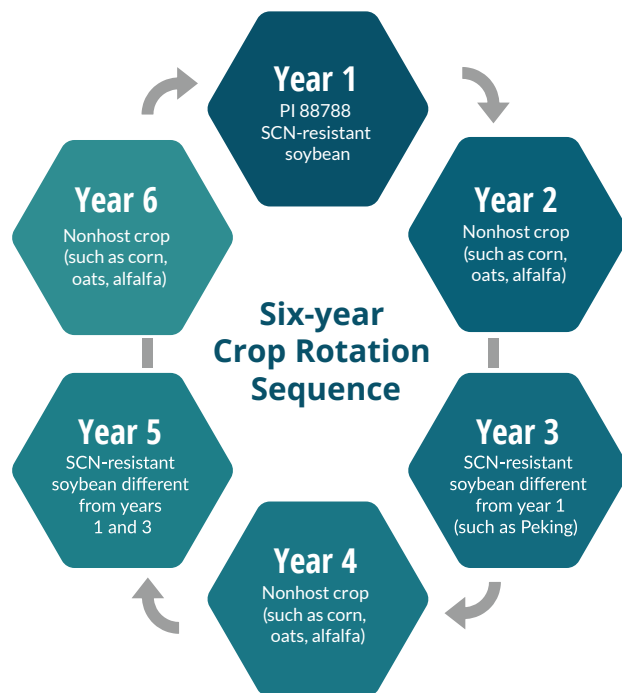 Year 1
PI 88788
SCN-resistant
soybean
Year 2
Nonhost crop
(such as corn,
oats, alfalfa)
Year 3
SCN-resistant
soybean different
from year 1
(such as Peking)
Year 4
Nonhost crop
(such as corn,
oats, alfalfa)
Year 5
SCN-resistant
soybean different
from years
1 and 3
Year 6
Nonhost crop
(such as corn,
oats, alfalfa)
Six-year
Crop Rotation
Sequence